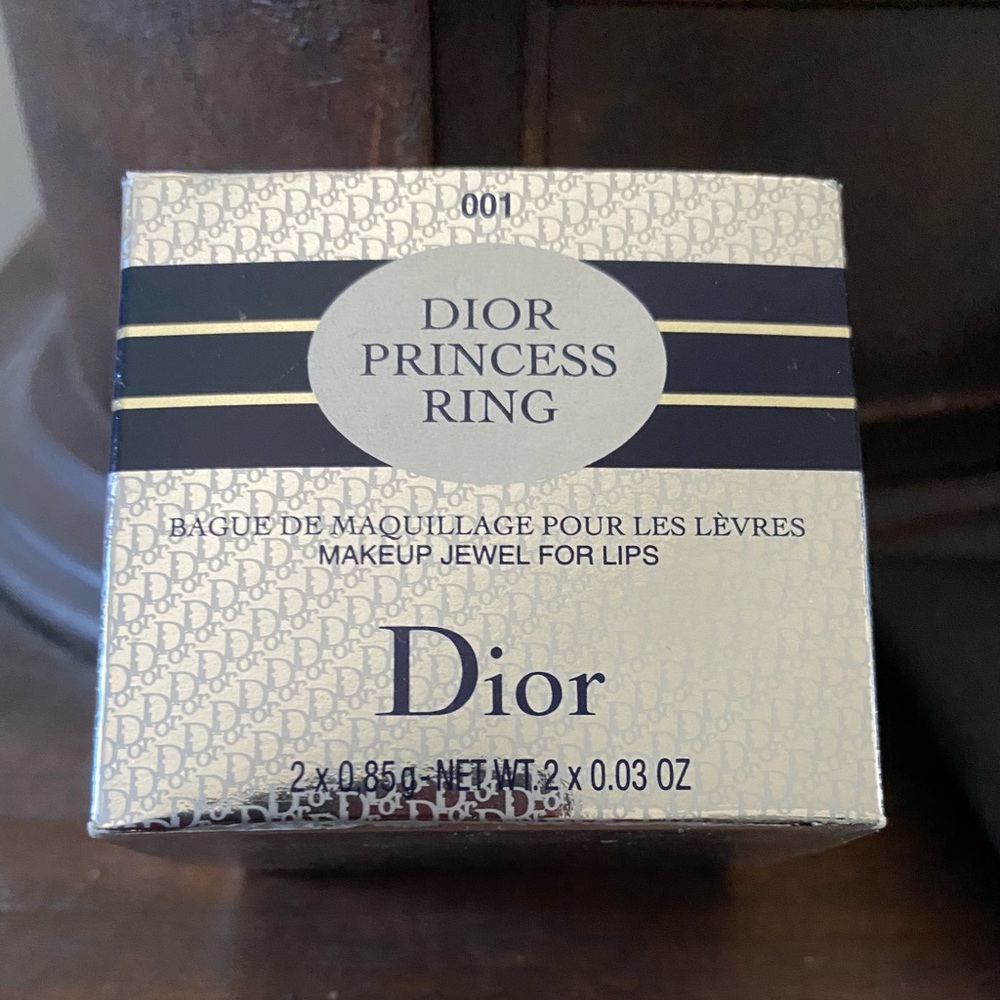 001
DIOR
PRINCESS
RING
BAGUE DE MAQUILLAGE POUR LES LÈVRES
MAKEUP JEWEL FOR LIPS
Dior
2 x 0,85 g - NET WT. 2 x 0.03 OZ